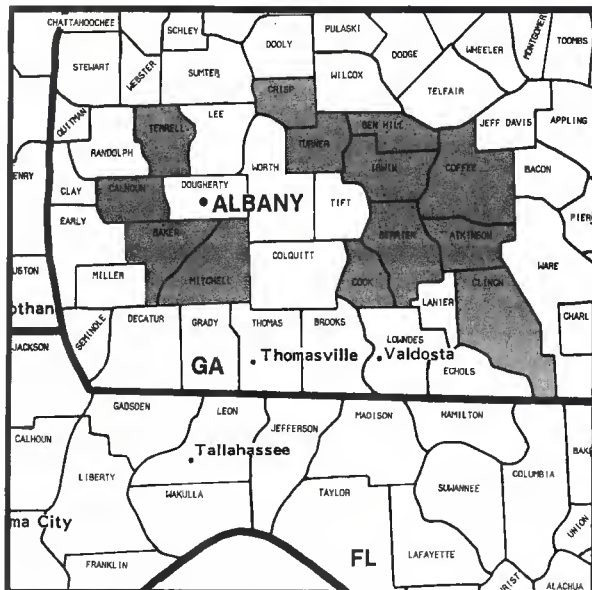 CHATTAHOOCHEE
SCHLEY
DOOLY
PULASKI
DODGE
WHEELER
MONTGOMER
TOOMBS
STEWART
WEBSTER
SUMTER
WILCOX
TELFAIR
CRISP
QUITMAN
TERRELL
LEE
TURNER
BEN HILL
JEFF DAVIS
APPLING
RANDOLPH
WORTH
IRWIN
COFFEE
BACON
ENRY
CLAY
CALHOUN
DOUGHERTY
ALBANY
TIFT
PIER
EARLY
BAKER
BERRIEN
ATKINSON
COLQUITT
WARE
MILLER
MITCHELL
COOK
LANIER
CLINCH
USTON
othan
CHARL
SEMINOLE
DECATUR
GRADY
THOMAS
BROOKS
LOWNDES
JACKSON
GA
Thomasville
Valdosta
ECHOLS
GADSDEN
LEON
JEFFERSON
MADISON
HAMILTON
CALHOUN
Tallahassee
COLUMBIA
BAKE
LIBERTY
WAKULLA
TAYLOR
SUWANNEE
ma City
UNION
FL
LAFAYETTE
FRANKLIN
RIST
ALACHUA